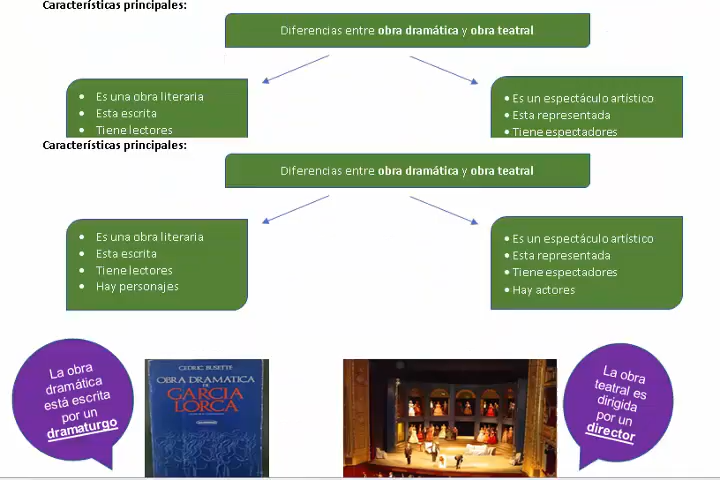 Características principales:
Diferencias entre obra dramática y obra teatral
Es una obra literaria
Esta escrita
Tiene lectores
Es un espectáculo artístico
Esta representada
Tiene espectadores
Características principales:
Diferencias entre obra dramática y obra teatral
Es una obra literaria
Esta escrita
Tiene lectores
Hay personajes
Es un espectáculo artístico
Esta representada
Tiene espectadores
Hay actores
La obra
dramática
está escrita
por un
dramaturgo
CEDRIC BUSETTE
OBRA DRAMATICA
DE
GARCIA
LORCA
La obra
teatral es
dirigida
por un
director